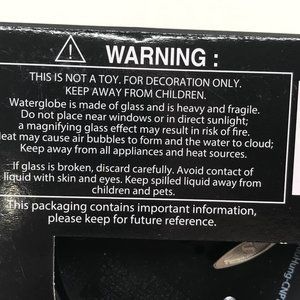 WARNING :
THIS IS NOT A TOY. FOR DECORATION ONLY.
KEEP AWAY FROM CHILDREN.
Waterglobe is made of glass and is heavy and fragile.
Do not place near windows or in direct sunlight;
a magnifying glass effect may result in risk of fire.
Heat may cause air bubbles to form and the water to cloud;
Keep away from all appliances and heat sources.
If glass is broken, discard carefully. Avoid contact of
liquid with skin and eyes. Keep spilled liquid away from
children and pets.
This packaging contains important information,
please keep for future reference.